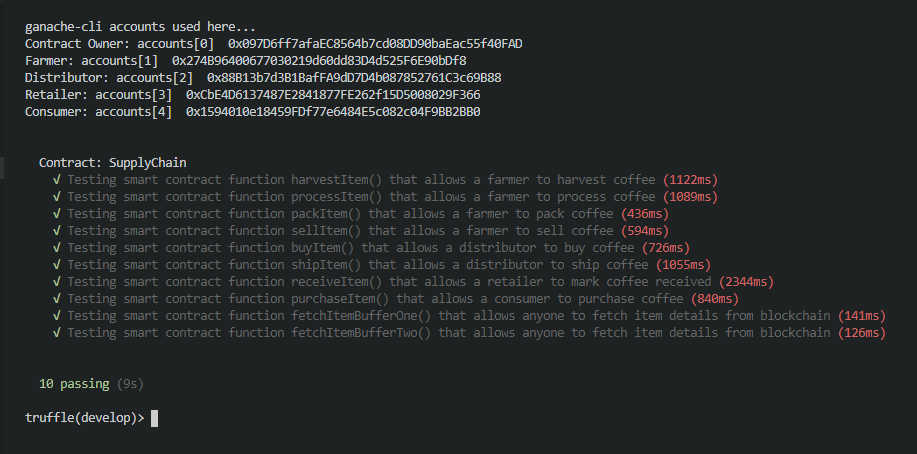 ganache-cli accounts used here...
Contract Owner: accounts[0] 0x097D6ff7afaEC8564b7cd08DD90baEac55f40FAD
Farmer: accounts[1] 0x274B96400677030219d60dd83D4d525F6E90bDf8
Distributor: accounts[2] 0x88B13b7d3B1BafFA9dD7D4b087852761C3c69B88
Retailer: accounts[3] 0xCbE4D6137487E2841877FE262f15D5008029F366
Consumer: accounts[4] 0x1594010e18459FDf77e6484E5c082c04F9BB2BB0
Contract: SupplyChain
√ Testing smart contract function harvestItem() that allows a farmer to harvest coffee (1122ms)
√ Testing smart contract function processItem() that allows a farmer to process coffee (1089ms)
√ Testing smart contract function packItem() that allows a farmer to pack coffee (436ms)
√ Testing smart contract function sellItem() that allows a farmer to sell coffee (594ms)
√ Testing smart contract function buyItem() that allows a distributor to buy coffee (726ms)
√ Testing smart contract function shipItem() that allows a distributor to ship coffee (1055ms)
√ Testing smart contract function receiveItem() that allows a retailer to mark coffee received (2344ms)
√ Testing smart contract function purchaseItem() that allows a consumer to purchase coffee (840ms)
√ Testing smart contract function fetchItemBufferOne() that allows anyone to fetch item details from blockchain (141ms)
√ Testing smart contract function fetchItemBufferTwo() that allows anyone to fetch item details from blockchain (126ms)
10 passing (9s)
truffle(develop)>